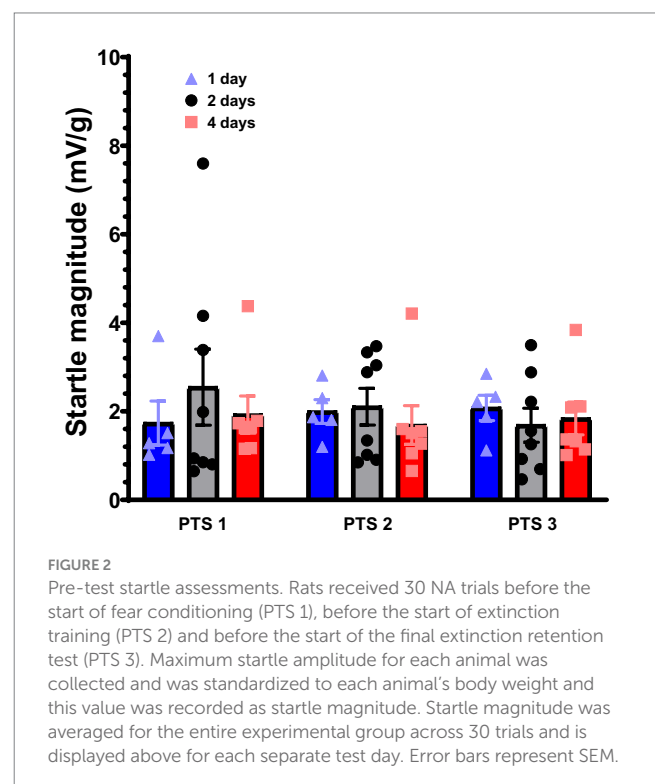 10
8
6
4
2
0
Startle magnitude (mV/g)
1 day
2 days
4 days
PTS 1 PTS 2 PTS 3
FIGURE 2
Pre-test startle assessments. Rats received 30 NA trials before the
start of fear conditioning (PTS 1), before the start of extinction
training (PTS 2) and before the start of the final extinction retention
test (PTS 3). Maximum startle amplitude for each animal was
collected and was standardized to each animal's body weight and
this value was recorded as startle magnitude. Startle magnitude was
averaged for the entire experimental group across 30 trials and is
displayed above for each separate test day. Error bars represent SEM.